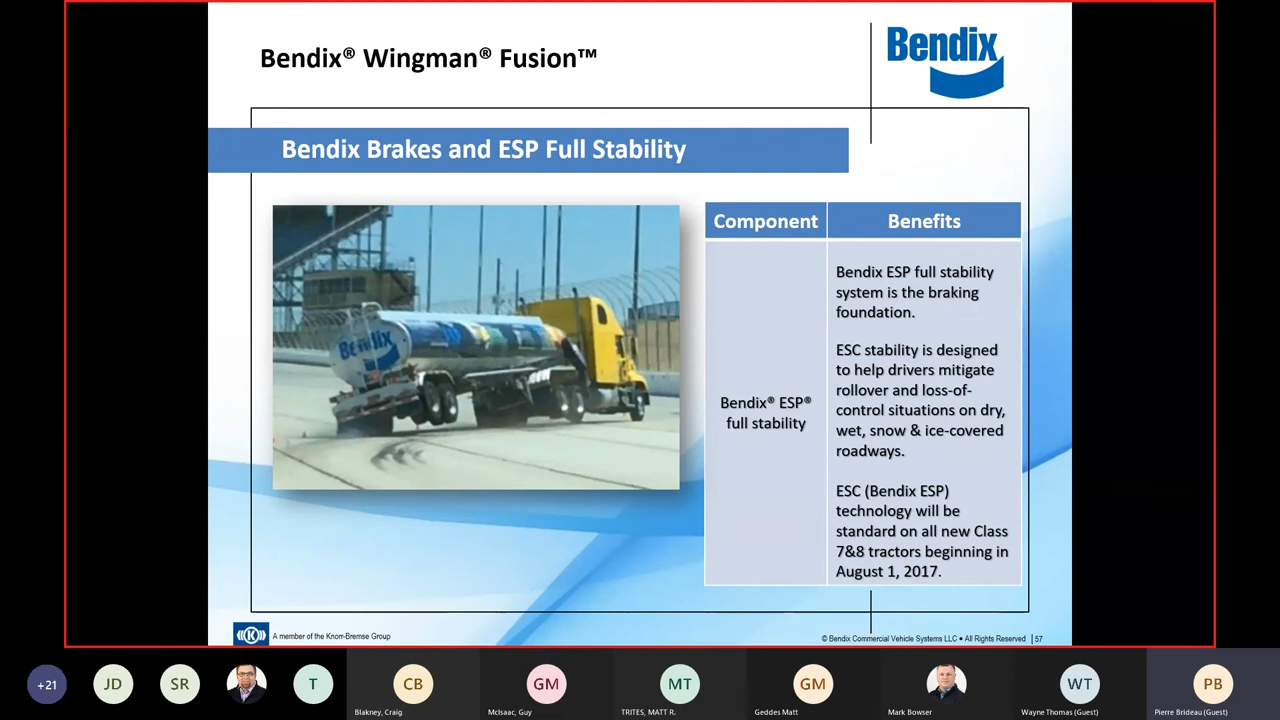 Bendix® Wingman® Fusion™
Bendix
Bendix Brakes and ESP Full Stability
Bendix
Component
Benefits
Bendix® ESP®
full stability
Bendix ESP full stability
system is the braking
foundation.
ESC stability is designed
to help drivers mitigate
rollover and loss-of-
control situations on dry,
wet, snow & ice-covered
roadways.
ESC (Bendix ESP)
technology will be
standard on all new Class
7&8 tractors beginning in
August 1, 2017.
K
A member of the Knorr-Bremse Group
© Bendix Commercial Vehicle Systems LLC • All Rights Reserved | 57
+21
JD
SR
T
CB
Blakney, Craig
GM
McIsaac, Guy
MT
TRITES, MATT R.
GM
Geddes Matt
Mark Bowser
WT
Wayne Thomas (Guest)
PB
Pierre Brideau (Guest)